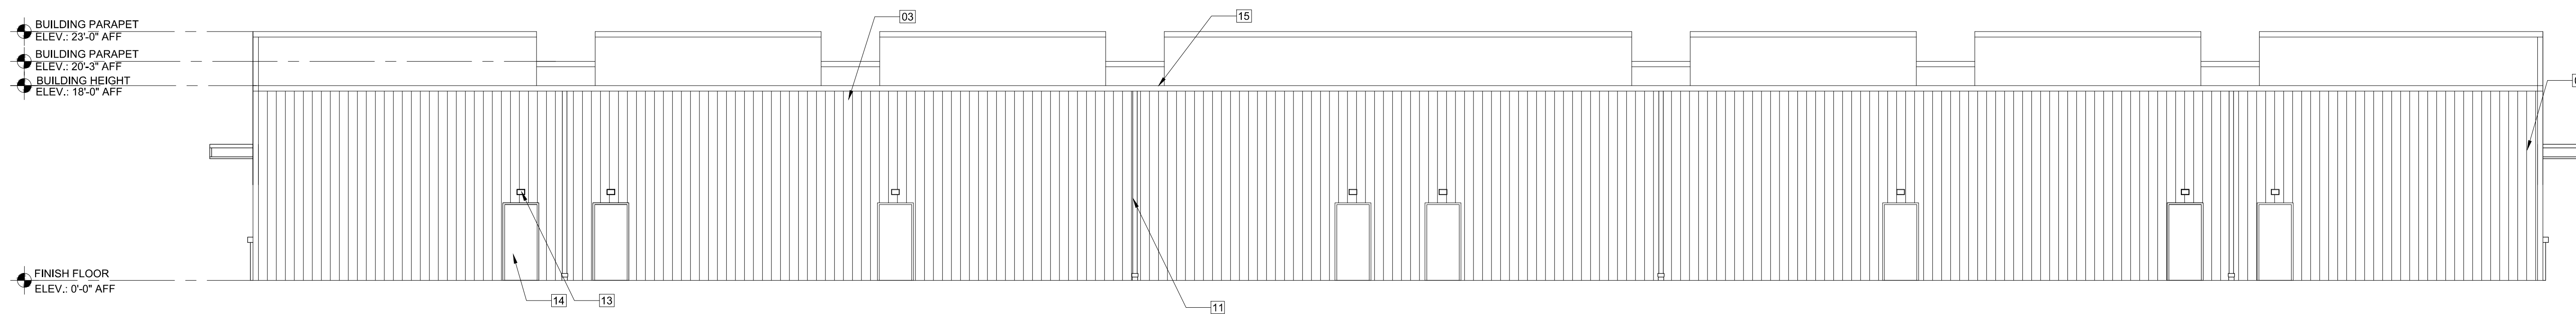 BUILDING PARAPET
ELEV.: 23'-0" AFF
BUILDING PARAPET
ELEV.: 20'-3" AFF
BUILDING HEIGHT
ELEV.: 18'-0" AFF
03
15
FINISH FLOOR
ELEV.: 0'-0" AFF
14
13
11